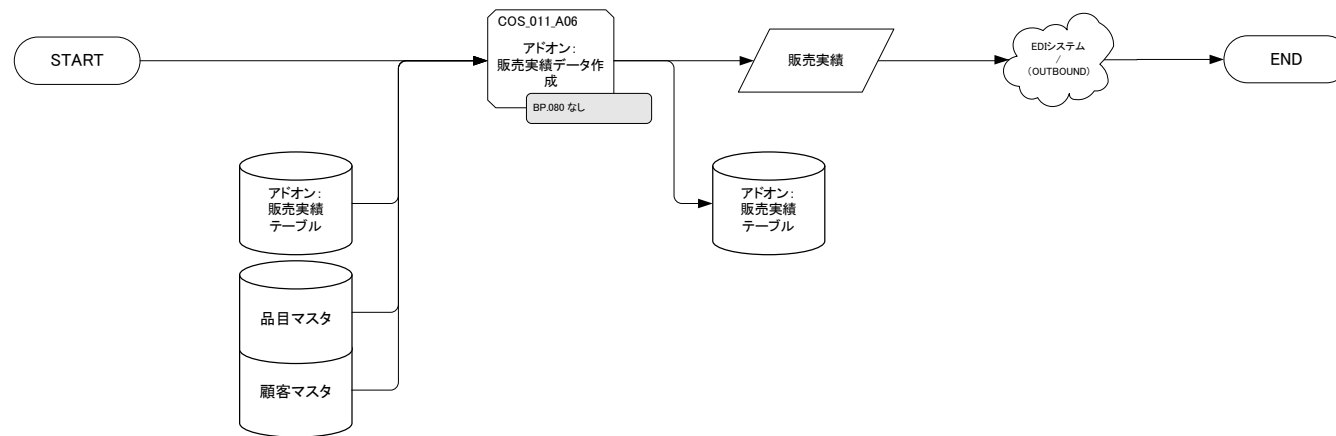 START
COS_011_A06
アドオン:
販売実績データ作
成
BP.080 なし
販売実績
EDIシステム
/
(OUTBOUND)
END
アドオン:
販売実績
テーブル
アドオン:
販売実績
テーブル
品目マスタ
顧客マスタ